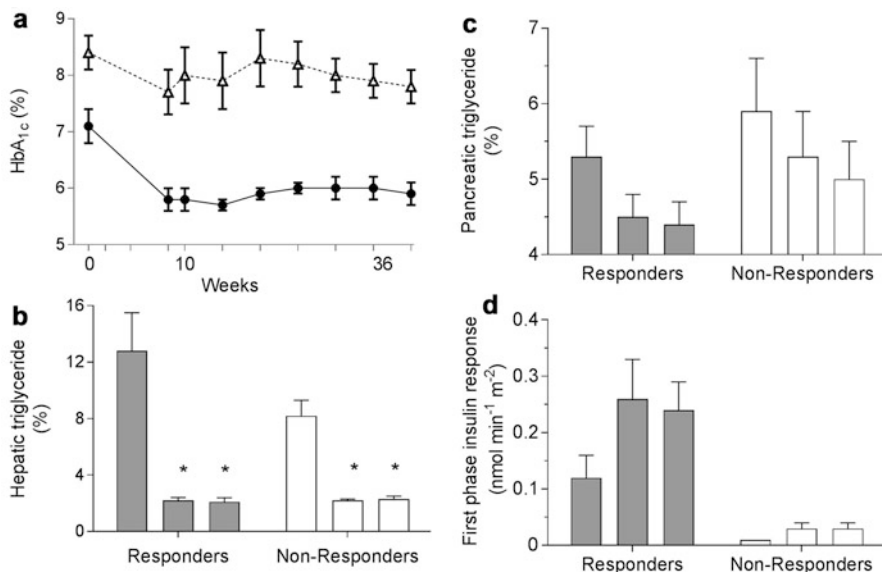 a
9
8
7
6
5
HbA1c (%)
0 10 36
Weeks
b
16
12
8
4
0
Hepatic triglyceride
(%)
* * * *
Responders Non-Responders
c
7
6
5
4
Pancreatic triglyceride
(%)
Responders Non-Responders
d
0.4
0.3
0.2
0.1
0
First phase insulin response
(nmol min-1 m-2)
Responders Non-Responders